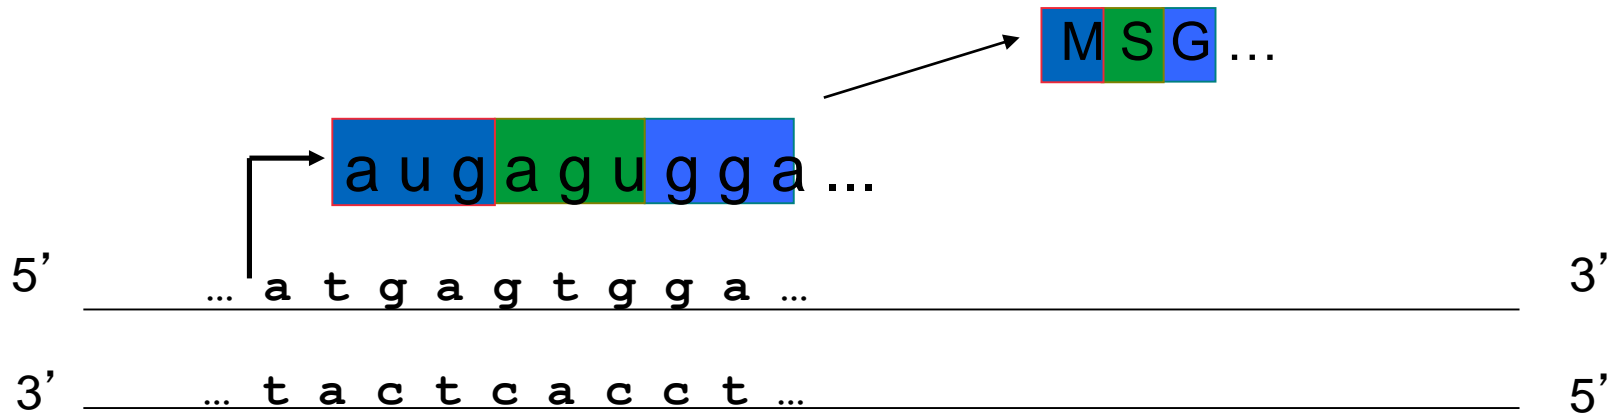 M S G ...
a u g a g u g g a ...
5’ ... a t g a g t g g a ... 3’
3’ ... t a c t c a c c t ... 5’